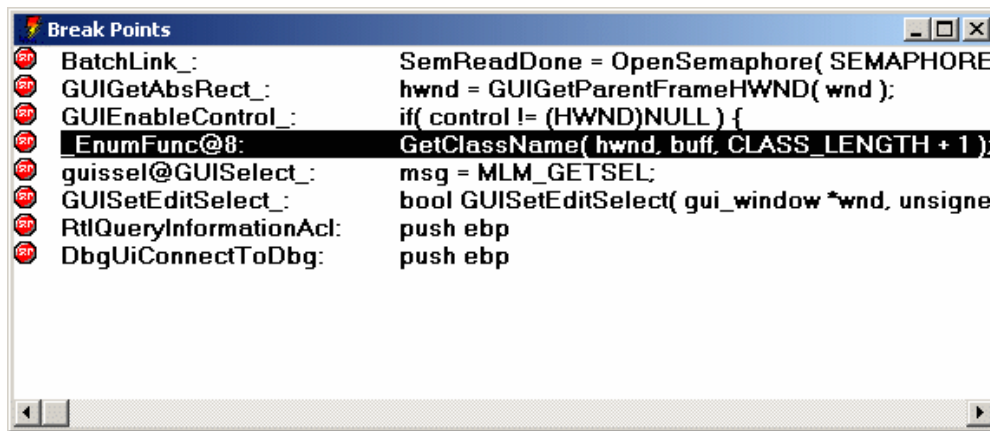 Break Points
BatchLink_: SemReadDone = OpenSemaphore( SEMAPHORE
GUIGetAbsRect_: hwnd = GUIGetParentFrameHWND( wnd );
GUIEnableControl_: if( control != (HWND)NULL ) {
_EnumFunc@8: GetClassName( hwnd, buff, CLASS_LENGTH + 1 );
guissel@GUISelect_: msg = MLM_GETSEL;
GUISetEditSelect_: bool GUISetEditSelect( gui_window *wnd, unsigne
RtlQueryInformationAcl: push ebp
DbgUiConnectToDbg: push ebp